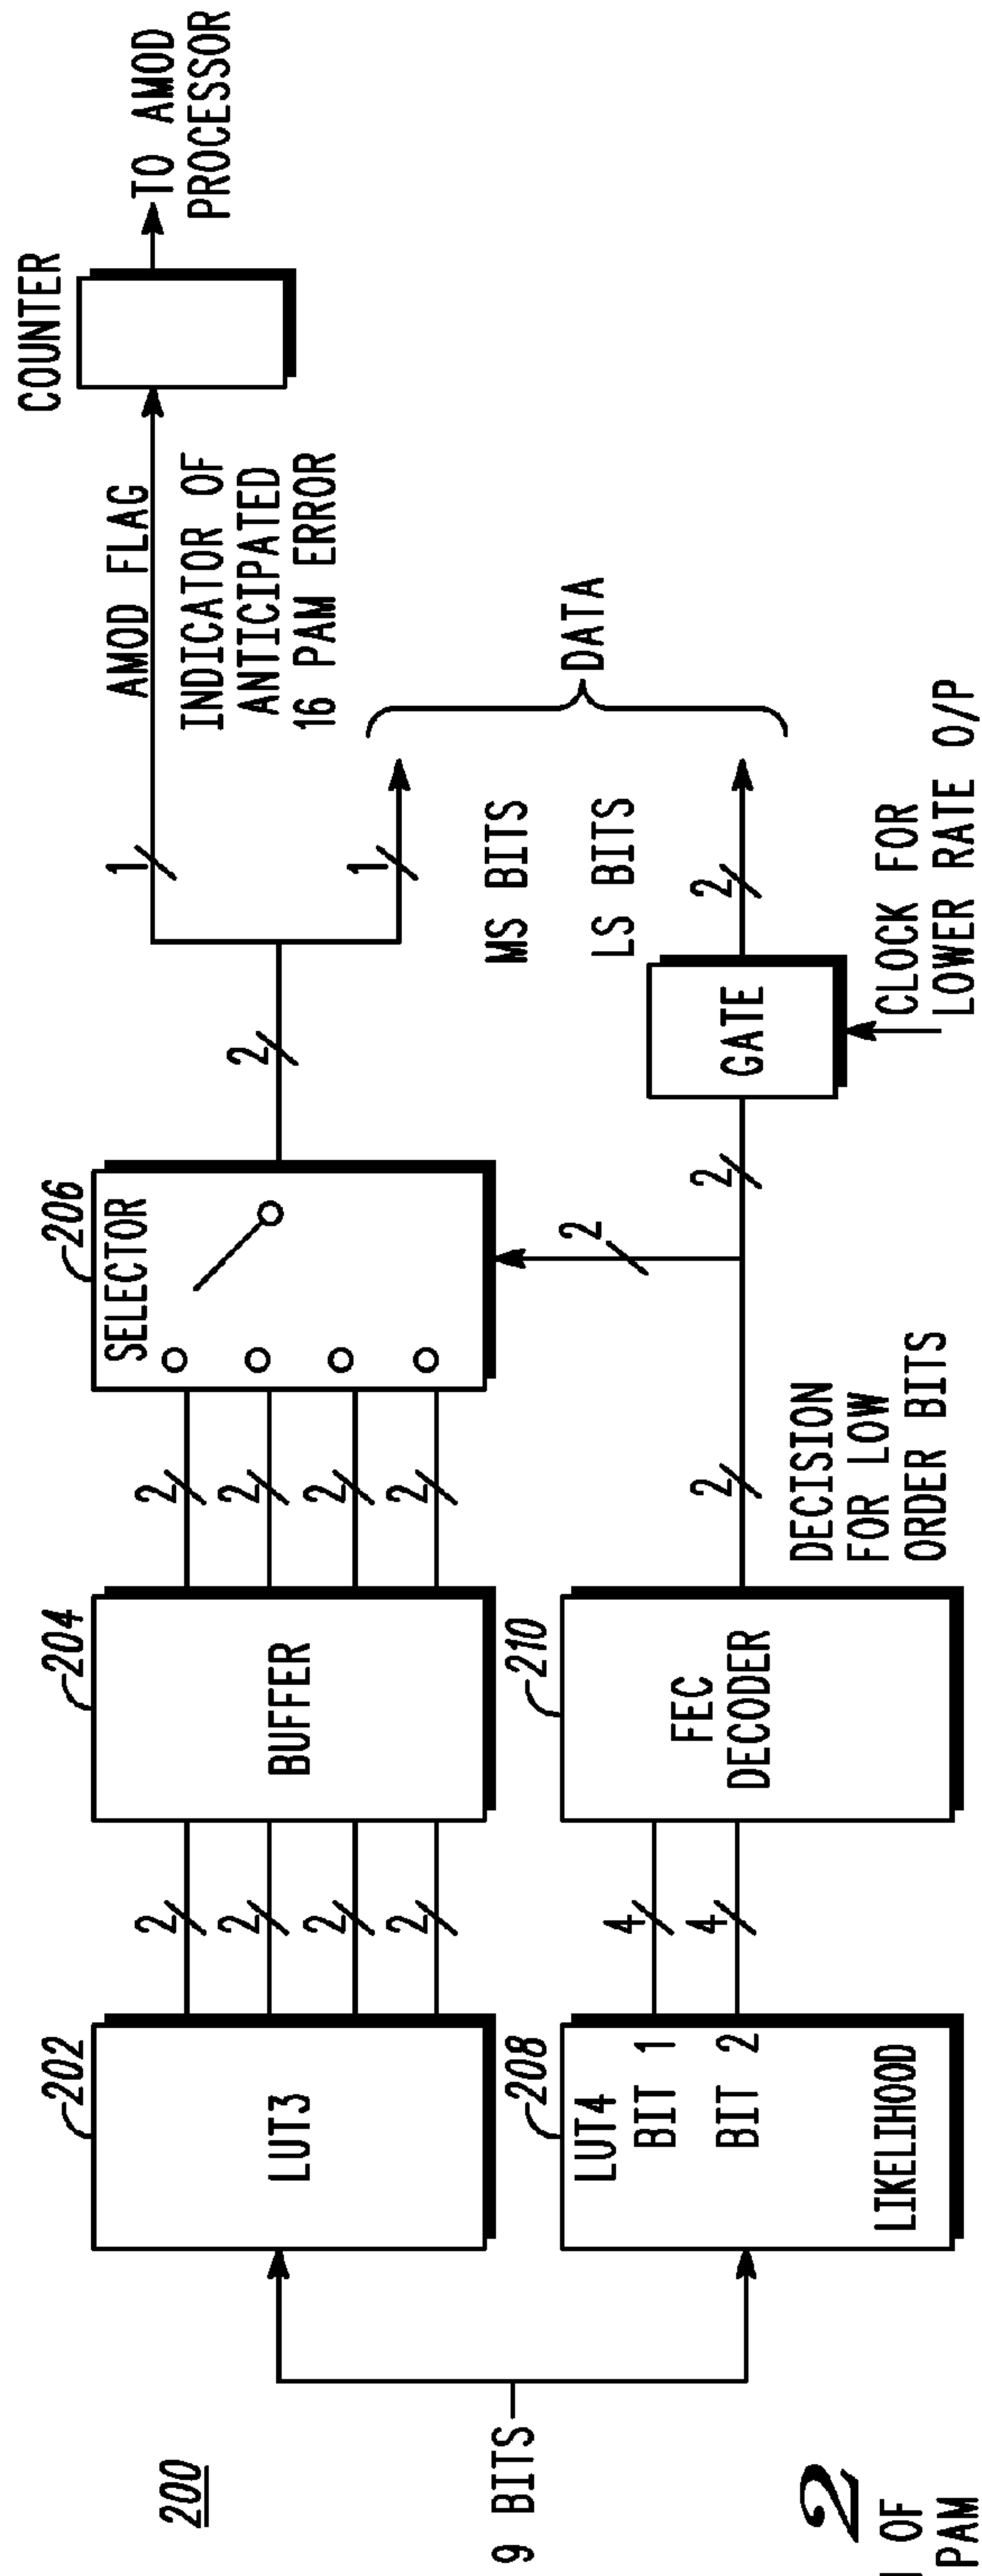 200
9 BITS
202
LUT3
2
2
2
2
204
BUFFER
2
2
2
2
206
SELECTOR
2
1
AMOD FLAG
INDICATOR OF
ANTICIPATED
16 PAM ERROR
COUNTER
TO AMOD
PROCESSOR
1
MS BITS
LS BITS
DATA
208
LUT4
BIT 1
BIT 2
LIKELIHOOD
4
4
210
FEC
DECODER
2
DECISION
FOR LOW
ORDER BITS
2
2
GATE
2
CLOCK FOR
LOWER RATE O/P
2
OF
PAM